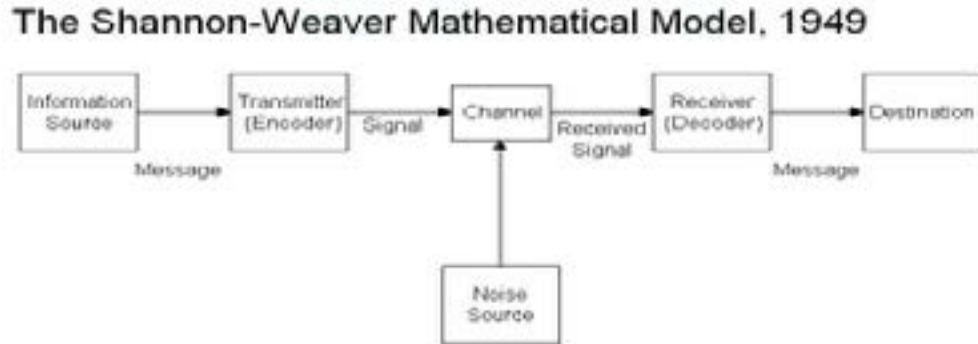 The Shannon-Weaver Mathematical Model, 1949
Information
Source
Message
Transmitter
(Encoder)
Signal
Channel
Received
Signal
Receiver
(Decoder)
Message
Destination
Noise
Source